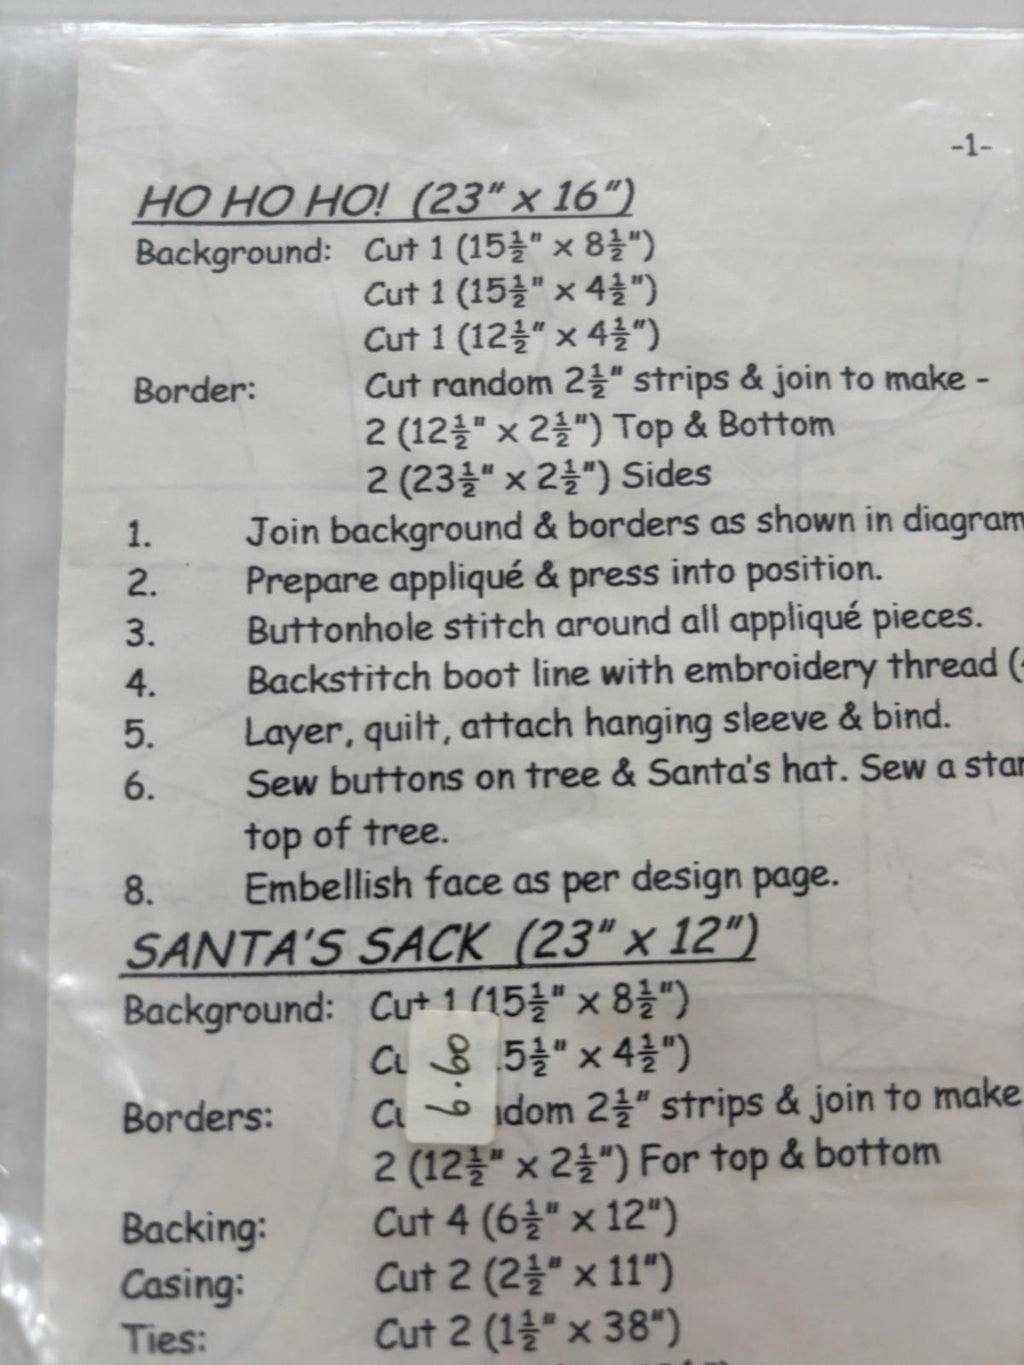 -1-
HO HO HO! (23" x 16")
Background: Cut 1 (15½" x 8½")
Cut 1 (15½" x 4½")
Cut 1 (12½" x 4½")
Border: Cut random 2½" strips & join to make -
2 (12½" x 2½") Top & Bottom
2 (23½" x 2½") Sides
1. Join background & borders as shown in diagram
2. Prepare appliqué & press into position.
3. Buttonhole stitch around all appliqué pieces.
4. Backstitch boot line with embroidery thread (
5. Layer, quilt, attach hanging sleeve & bind.
6. Sew buttons on tree & Santa's hat. Sew a star
top of tree.
8. Embellish face as per design page.
SANTA'S SACK (23" x 12")
Background: Cut 1 (15½" x 8½")
5½" x 4½")
Borders: 2½" strips & join to make
2 (12½" x 2½") For top & bottom
Backing: Cut 4 (6½" x 12")
Casing: Cut 2 (2½" x 11")
Ties: Cut 2 (1½" x 38")